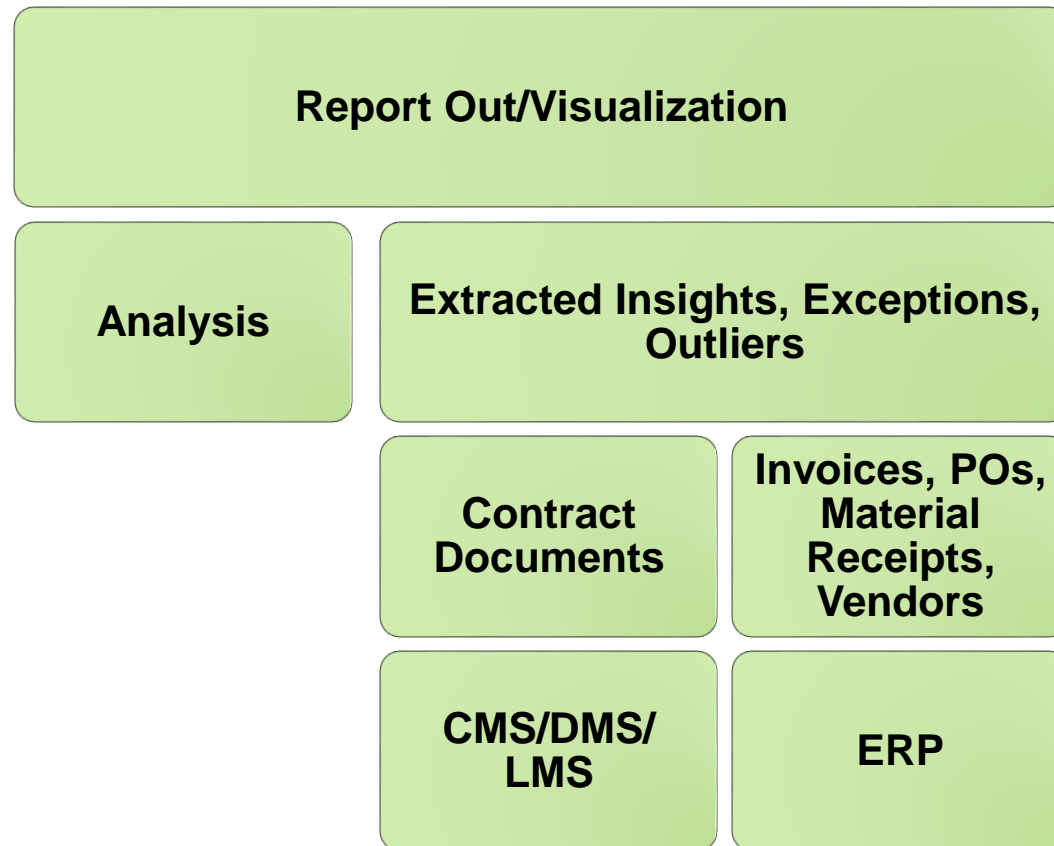 Report Out/Visualization
Analysis
Extracted Insights, Exceptions,
Outliers
Contract
Documents
Invoices, POs,
Material
Receipts,
Vendors
CMS/DMS/
LMS
ERP